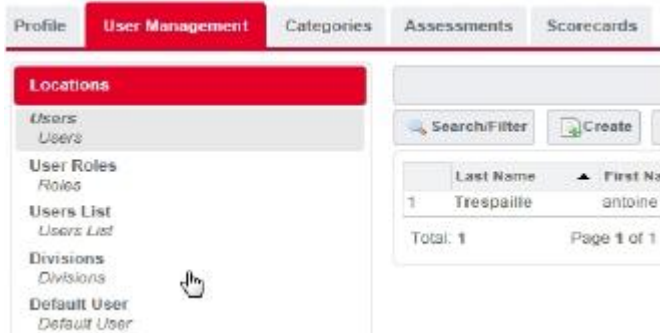 Profile User Management Categories Assessments Scorecards
Locations
Users
Users
User Roles
Roles
Users List
Users List
Divisions
Divisions
Default User
Default User
Search/Filter Create
Last Name First Na
1 Trespaille antoine
Total: 1 Page 1 of 1